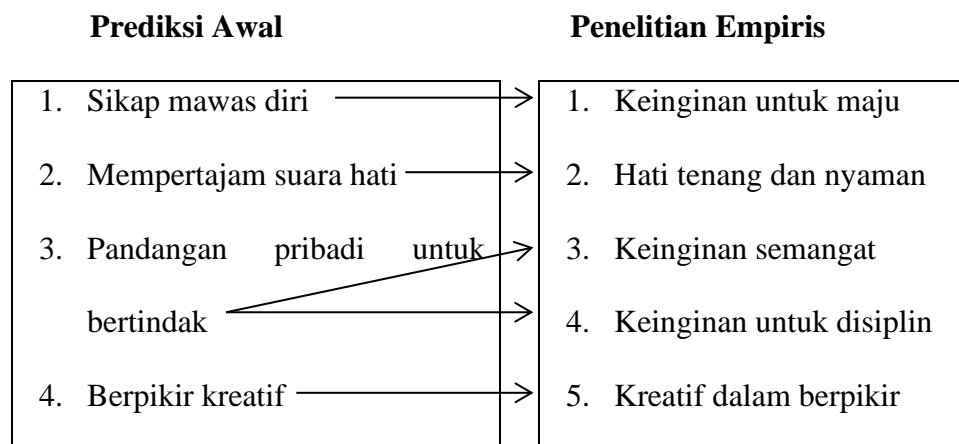 Prediksi Awal
Penelitian Empiris
1. Sikap mawas diri
2. Mempertajam suara hati
3. Pandangan pribadi untuk
bertindak
4. Berpikir kreatif
1. Keinginan untuk maju
2. Hati tenang dan nyaman
3. Keinginan semangat
4. Keinginan untuk disiplin
5. Kreatif dalam berpikir